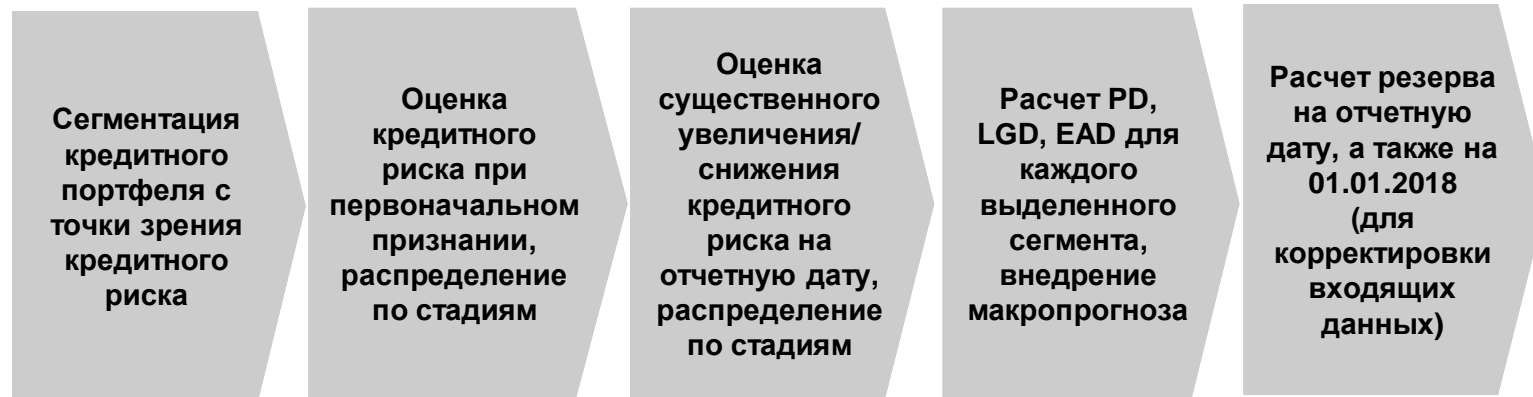 Сегментация
кредитного
портфеля с
точки зрения
кредитного
риска
Оценка
кредитного
риска при
первоначальном
признании,
распределение
по стадиям
Оценка
существенного
увеличения/
снижения
кредитного
риска на
отчетную дату,
распределение
по стадиям
Расчет PD,
LGD, EAD для
каждого
выделенного
сегмента,
внедрение
макропрогноза
Расчет резерва
на отчетную
дату, а также на
01.01.2018
(для
корректировки
входящих
данных)